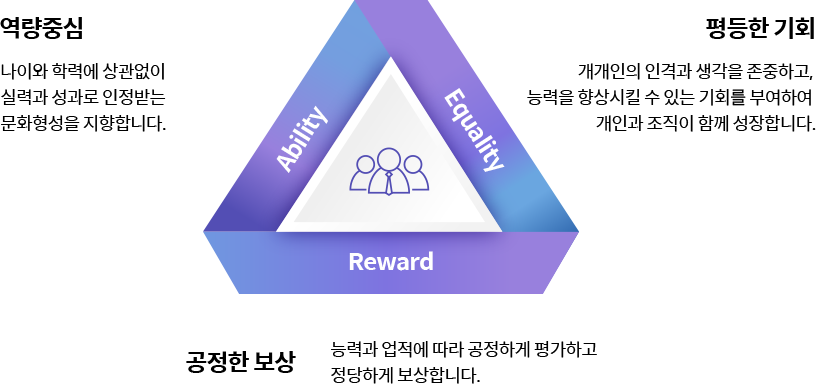 역량중심
나이와 학력에 상관없이
실력과 성과로 인정받는
문화형성을 지향합니다.
평등한 기회
개개인의 인격과 생각을 존중하고,
능력을 향상시킬 수 있는 기회를 부여하여
개인과 조직이 함께 성장합니다.
Ability
Equality
Reward
공정한 보상
능력과 업적에 따라 공정하게 평가하고
정당하게 보상합니다.